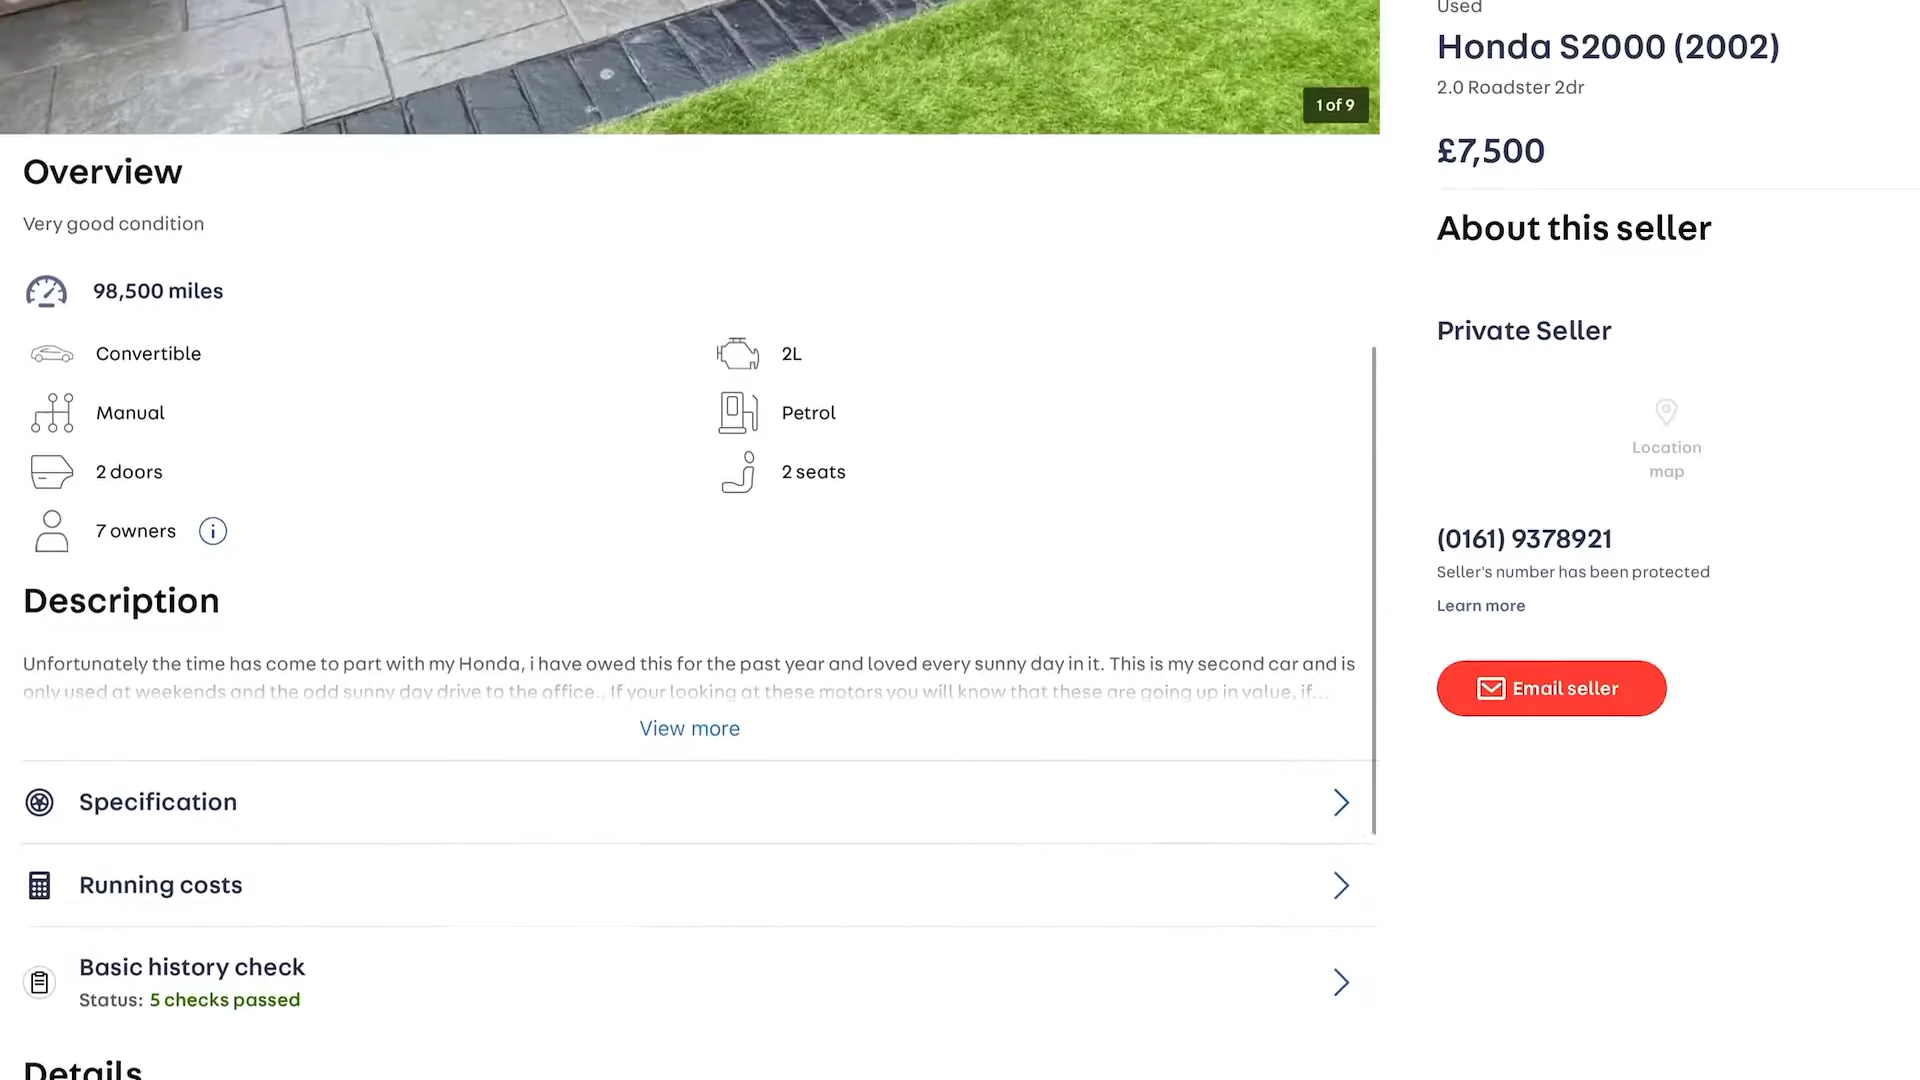 1 of 9
Overview
Very good condition
98,500 miles
Convertible
2L
Manual
Petrol
2 doors
2 seats
7 owners
i
Description
Unfortunately the time has come to part with my Honda, i have owed this for the past year and loved every sunny day in it. This is my second car and is
only used at weekends and the odd sunny day drive to the office.. If your looking at these motors you will know that these are going up in value, if...
View more
Specification
Running costs
Basic history check
Status: 5 checks passed
Details
Used
Honda S2000 (2002)
2.0 Roadster 2dr
£7,500
About this seller
Private Seller
Location
map
(0161) 9378921
Seller's number has been protected
Learn more
Email seller